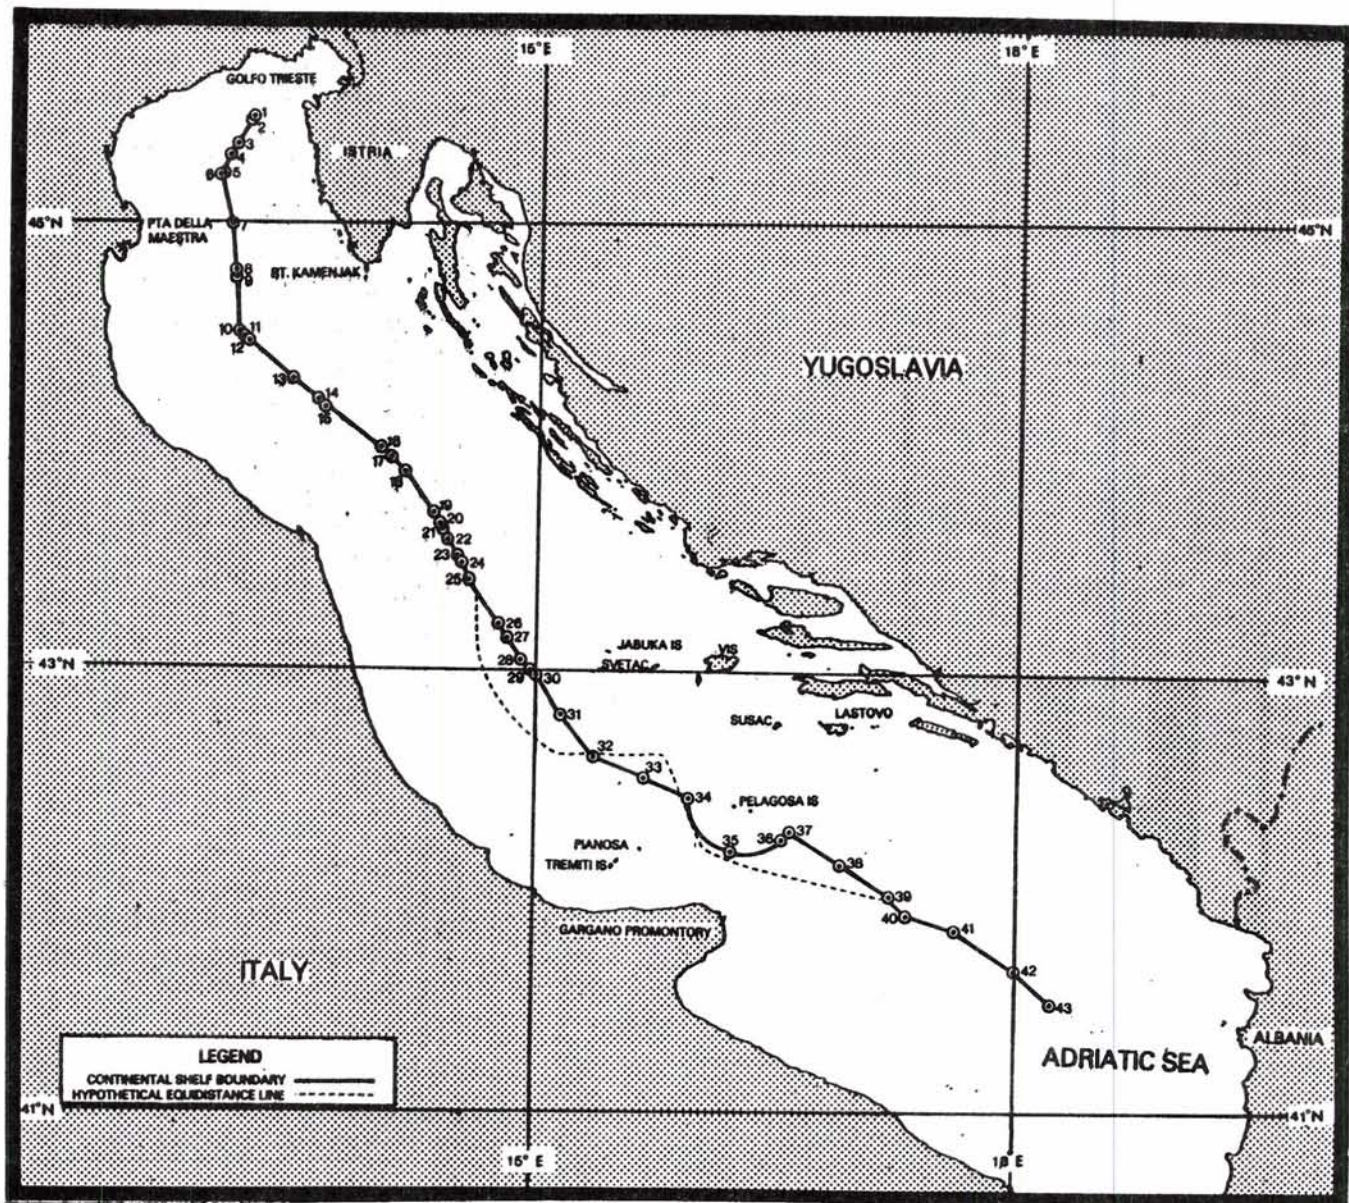 15°E
18°E
GOLFO TRIESTE
1
2
3
4
5
6
ISTRIA
45°N
PTA DELLA
MAESTRA
7
45°N
8
9
RT. KAMENJAK
10
11
12
YUGOSLAVIA
13
14
15
16
17
18
19
20
21
22
23
24
25
26
27
JABUKA IS
VIS
28
SVETAC
43°N
29
30
43°N
31
SUSAC
LASTOVO
32
33
34
PELAGOSA IS
35
36
37
PIANOSA
TREMITI IS
38
39
40
41
GARGANO PROMONTORY
ITALY
42
43
ALBANIA
ADRIATIC SEA
LEGEND
CONTINENTAL SHELF BOUNDARY
HYPOTHETICAL EQUIDISTANCE LINE
41°N
41°N
15° E
18 E